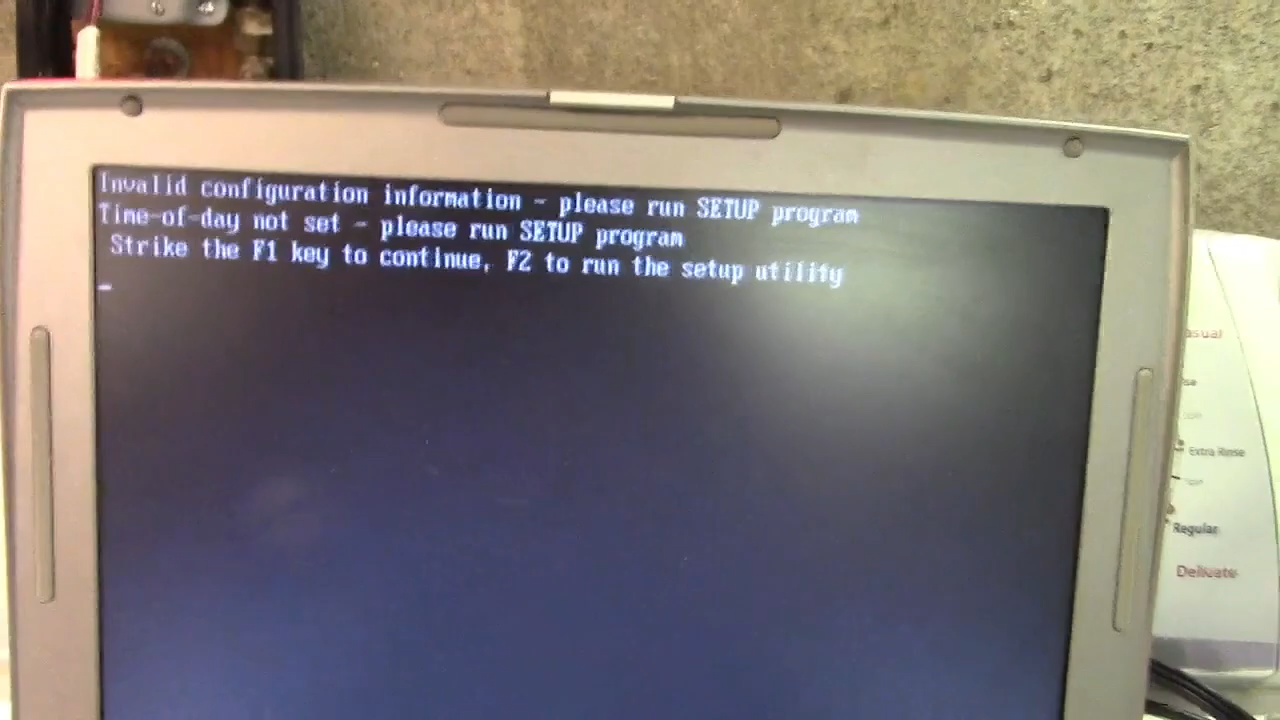 Invalid configuration information - please run SETUP program
Time-of-day not set - please run SETUP program
Strike the F1 key to continue, F2 to run the setup utility
asual
Extra Rinse
Regular
Delicate